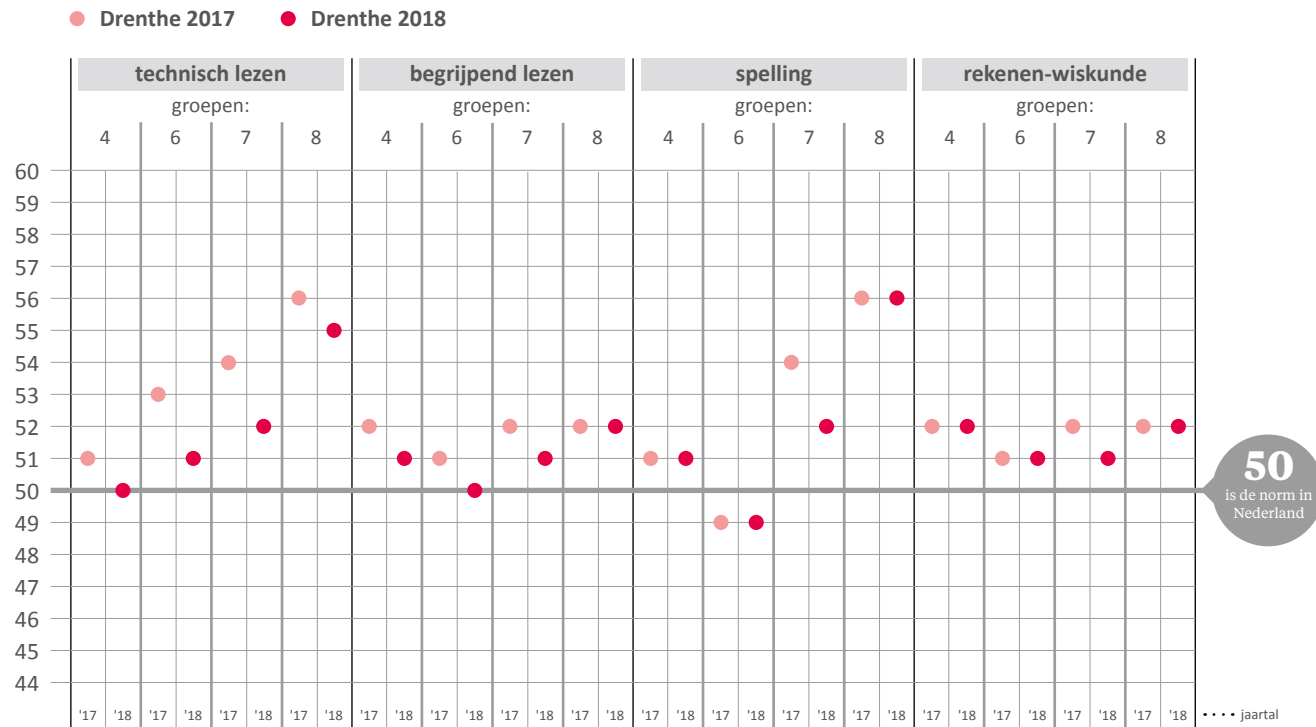 Drenthe 2017 Drenthe 2018
technisch lezen begrijpend lezen spelling rekenen-wiskunde
groepen: groepen: groepen: groepen:
4 6 7 8 4 6 7 8 4 6 7 8 4 6 7 8
60
59
58
57
56
55
54
53
52
51
50
49
48
47
46
45
44
50
is de norm in
Nederland
'17 '18 '17 '18 '17 '18 '17 '18 '17 '18 '17 '18 '17 '18 '17 '18 '17 '18 '17 '18 '17 '18 '17 '18 '17 '18 '17 '18 '17 '18 '17 '18 .... jaartal